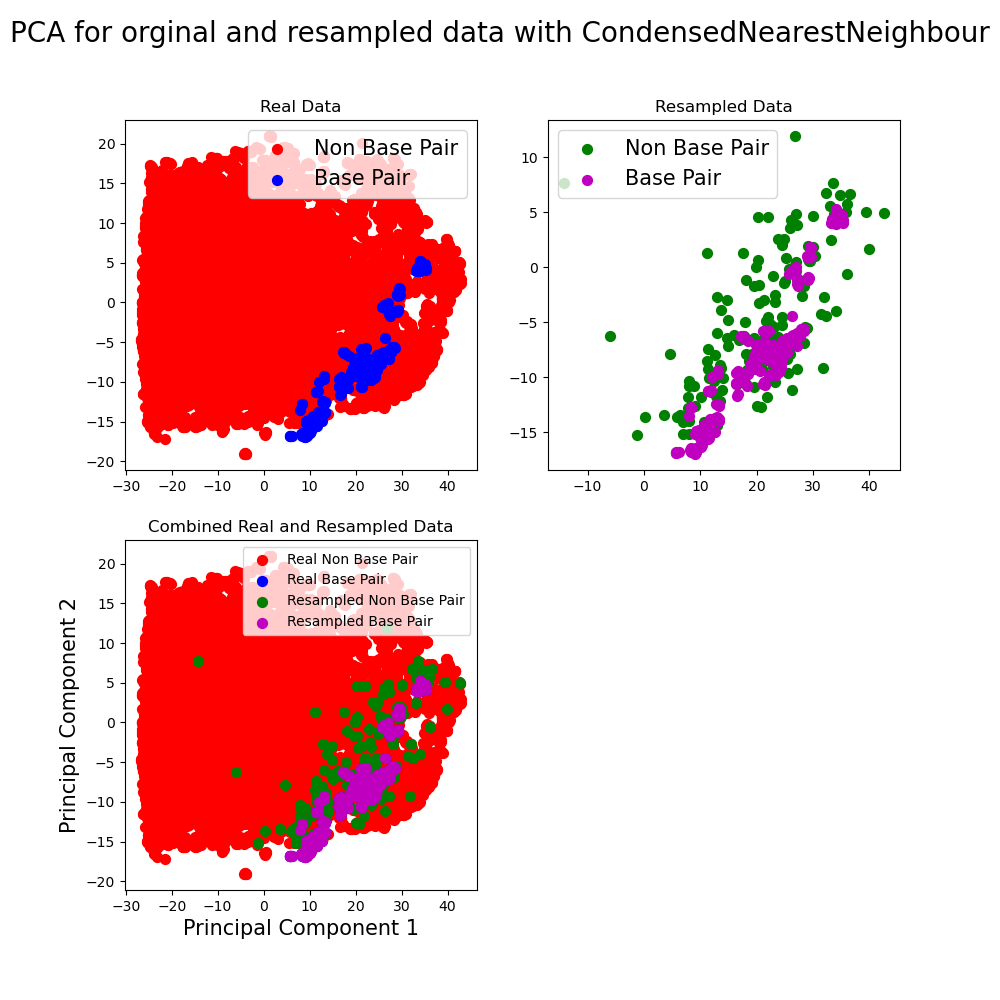 PCA for orginal and resampled data with CondensedNearestNeighbour
Real Data
Non Base Pair
Base Pair
20
15
10
5
0
−5
−10
−15
−20
−30 −20 −10 0 10 20 30 40
Resampled Data
Non Base Pair
Base Pair
10
5
0
−5
−10
−15
−10 0 10 20 30 40
Combined Real and Resampled Data
Real Non Base Pair
Real Base Pair
Resampled Non Base Pair
Resampled Base Pair
Principal Component 2
20
15
10
5
0
−5
−10
−15
−20
−30 −20 −10 0 10 20 30 40
Principal Component 1